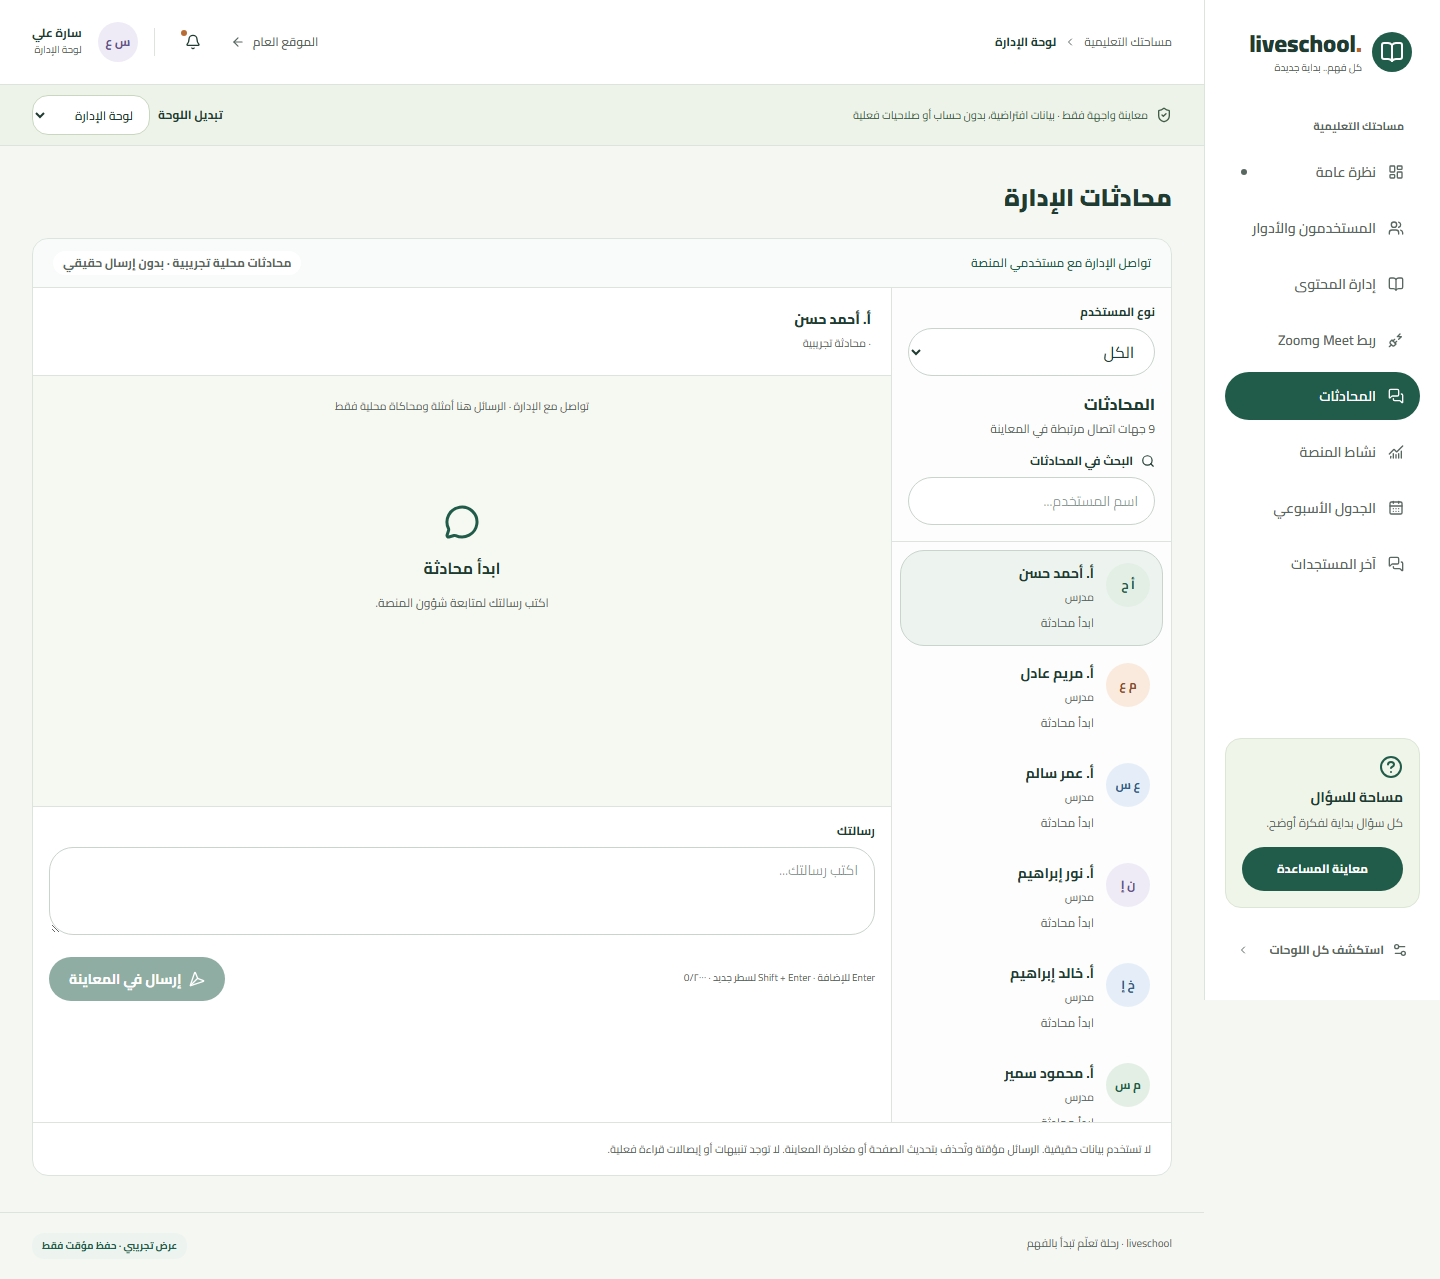 liveschool.
كل فهم.. بداية جديدة
مساحتك التعليمية
نظرة عامة
المستخدمون والأدوار
إدارة المحتوى
ربط Zoomg Meet
المحادثات
نشاط المنصة
الجدول الأسبوعي
آخر المستجدات
مساحة للسؤال
كل سؤال بداية لفكرة أوضح.
معاينة المساعدة
استكشف كل اللوحات
مساحتك التعليمية
لوحة الإدارة
الموقع العام
س ع
سارة علي
لوحة الإدارة
معاينة واجهة فقط · بيانات افتراضية، بدون حساب أو صلاحيات فعلية
تبديل اللوحة
لوحة الإدارة
محادثات الإدارة
تواصل الإدارة مع مستخدمي المنصة
محادثات محلية تجريبية · بدون إرسال حقيقي
نوع المستخدم
الكل
المحادثات
9 جهات اتصال مرتبطة في المعاينة
البحث في المحادثات
اسم المستخدم...
أ ح
أ. أحمد حسن
مدرس
ابدأ محادثة
م ع
أ. مريم عادل
مدرس
ابدأ محادثة
ع س
أ. عمر سالم
مدرس
ابدأ محادثة
ن إ
أ. نور إبراهيم
مدرس
ابدأ محادثة
خ إ
أ. خالد إبراهيم
مدرس
ابدأ محادثة
م س
أ. محمود سمير
مدرس
ابدأ محادثة
أ. أحمد حسن
· محادثة تجريبية
تواصل مع الإدارة · الرسائل هنا أمثلة ومحاكاة محلية فقط
ابدأ محادثة
اكتب رسالتك لمتابعة شؤون المنصة.
رسالتك
اكتب رسالتك...
Enter للإضافة · Shift + Enter لسطر جديد · ٠/٢٠٠٠
إرسال في المعاينة
لا تستخدم بيانات حقيقية. الرسائل مؤقتة وتُحذف بتحديث الصفحة أو مغادرة المعاينة. لا توجد تنبيهات أو إيصالات قراءة فعلية.
liveschool · رحلة تعلّم تبدأ بالفهم
عرض تجريبي · حفظ مؤقت فقط